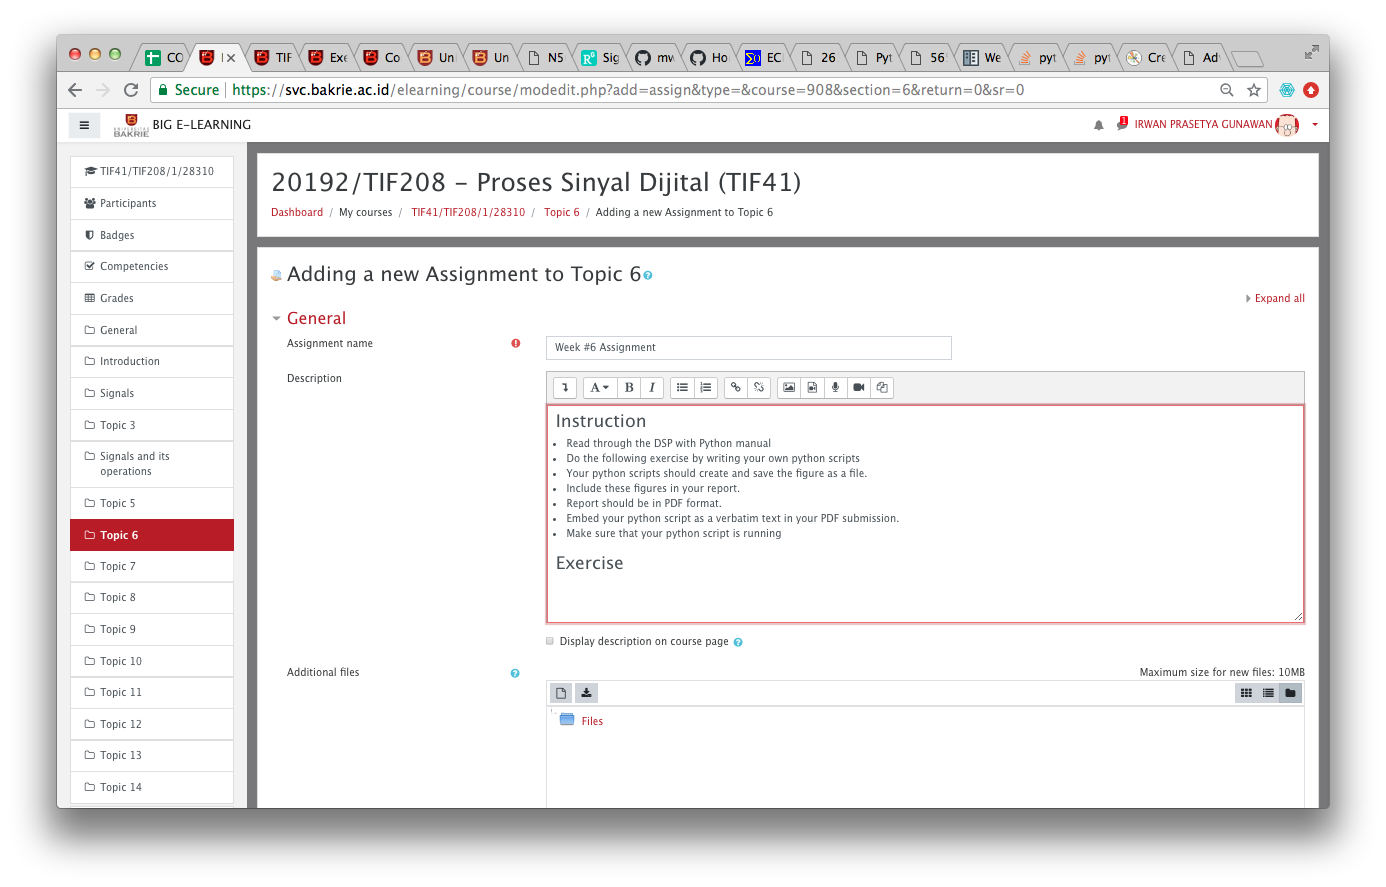 CO
TIF
Exe
Co
Un
Un
N5
Sig
mw
Ho
EC
26
Pyt
56
We
pyt
pyt
Cre
Ad
Secure
https://svc.bakrie.ac.id/elearning/course/modedit.php?add=assign&type=&course=908&section=6&return=0&sr=0
BAKRIE
BIG E-LEARNING
1
IRWAN PRASETYA GUNAWAN
TIF41/TIF208/1/28310
Participants
Badges
Competencies
Grades
General
Introduction
Signals
Topic 3
Signals and its
operations
Topic 5
Topic 6
Topic 7
Topic 8
Topic 9
Topic 10
Topic 11
Topic 12
Topic 13
Topic 14
20192/TIF208 - Proses Sinyal Dijital (TIF41)
Dashboard / My courses / TIF41/TIF208/1/28310 / Topic 6 / Adding a new Assignment to Topic 6
Adding a new Assignment to Topic 6
Expand all
General
Assignment name
Week #6 Assignment
Description
A B I
Instruction
• Read through the DSP with Python manual
• Do the following exercise by writing your own python scripts
• Your python scripts should create and save the figure as a file.
• Include these figures in your report.
• Report should be in PDF format.
• Embed your python script as a verbatim text in your PDF submission.
• Make sure that your python script is running
Exercise
Display description on course page
Additional files
Maximum size for new files: 10MB
Files